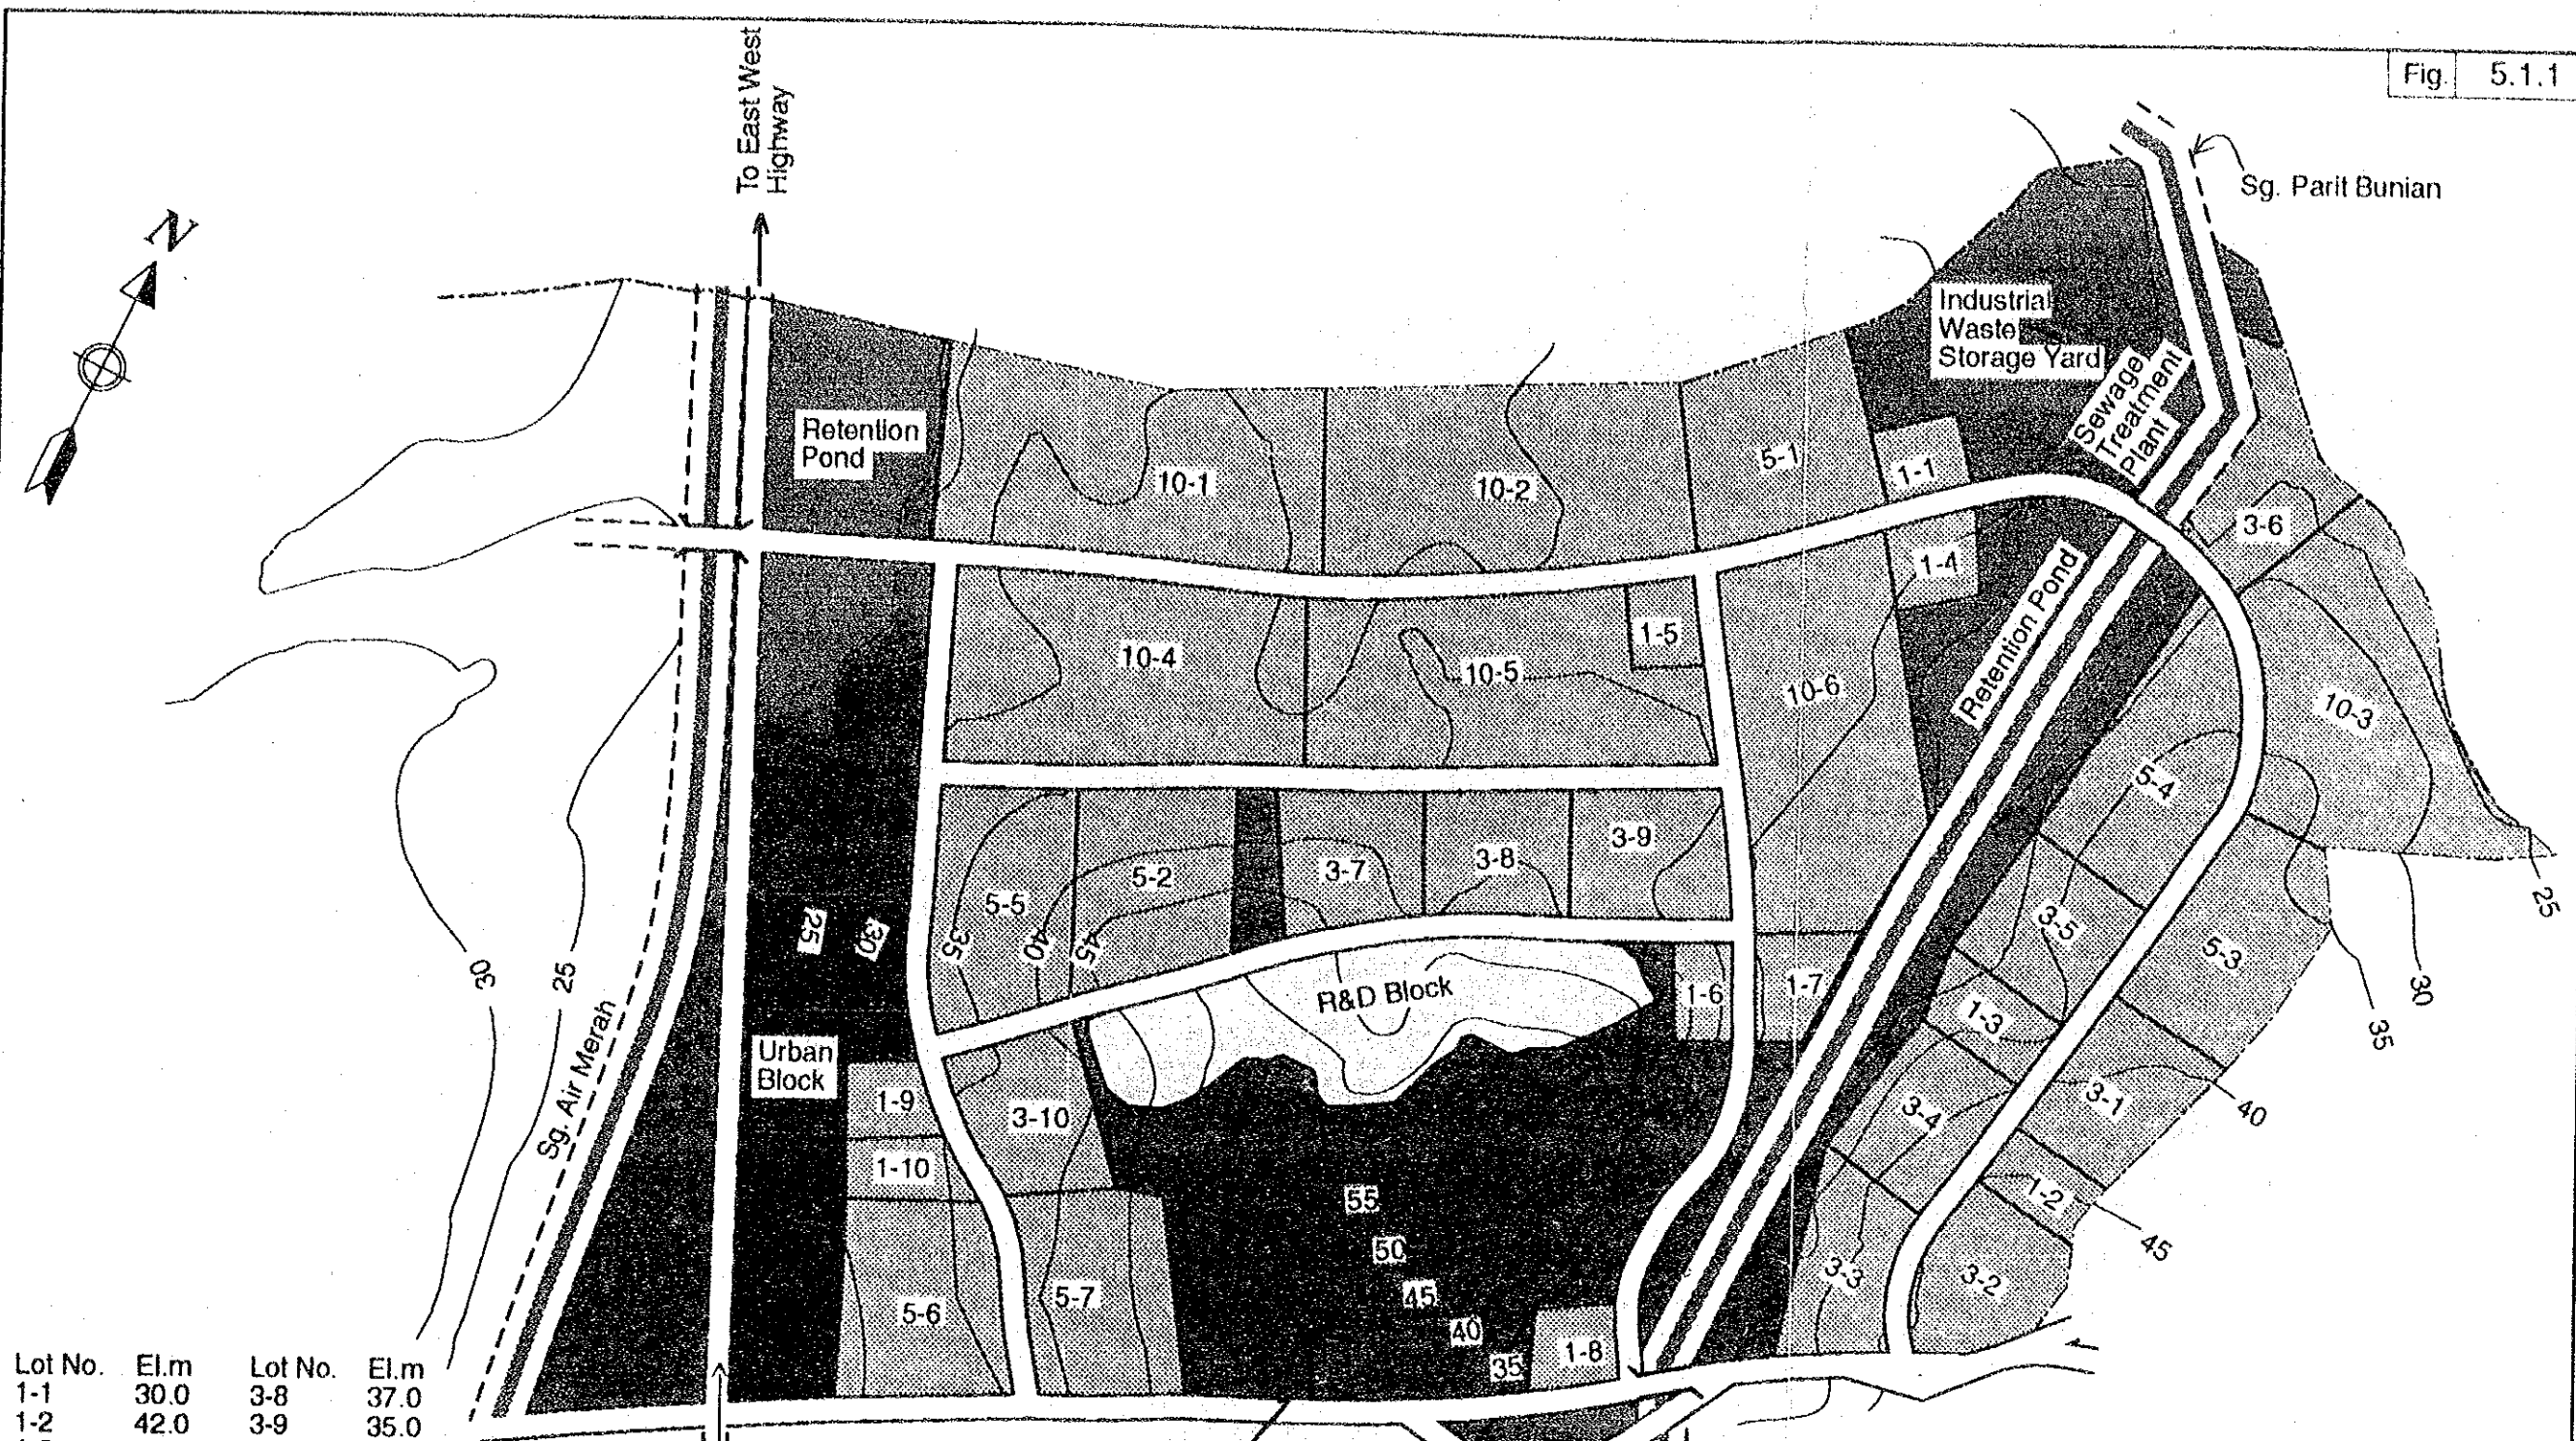 Fig. 5.1.1
To East West
Highway
N
Sg. Parit Bunian
Industrial
Waste
Storage Yard
Sewage
Treatment
Plant
Retention
Pond
10-1
10-2
5-1
1-1
3-6
1-4
Retention Pond
10-4
10-5
1-5
10-6
10-3
5-4
5-5
5-2
3-7
3-8
3-9
3-5
5-3
25
30
35
40
45
25
30
25
30
35
R&D Block
1-6
1-7
1-3
Sg. Air Merah
Urban
Block
1-9
3-10
1-10
3-4
3-1
40
1-2
45
55
50
45
40
35
5-6
5-7
1-8
3-3
3-2
Lot No. El.m Lot No. El.m
1-1 30.0 3-8 37.0
1-2 42.0 3-9 35.0